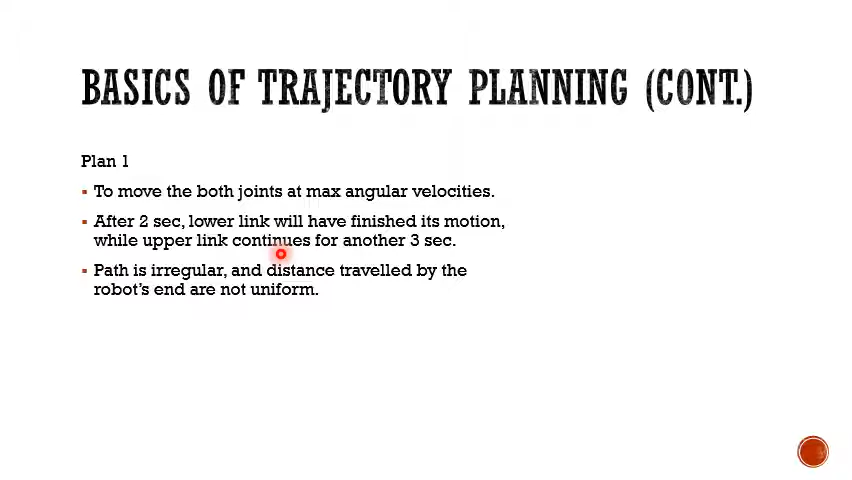 BASICS OF TRAJECTORY PLANNING (CONT.)
Plan 1
▪ To move the both joints at max angular velocities.
▪ After 2 sec, lower link will have finished its motion,
while upper link continues for another 3 sec.
▪ Path is irregular, and distance travelled by the
robot's end are not uniform.